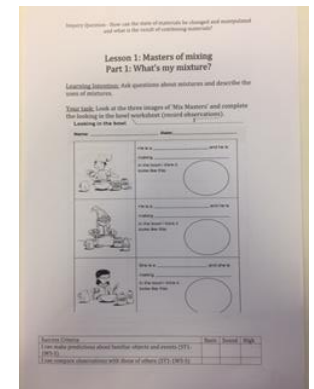 Inquiry Question - How can the state of materials be changed and manipulated
and what is the result of combining materials?
Lesson 1: Masters of mixing
Part 1: What's my mixture?
Learning Intention: Ask questions about mixtures and describe the
uses of mixtures.
Your task: Look at the three images of 'Mix Masters' and complete
the looking in the bowl worksheet (record observations).
Looking in the bowl
Name: Date:
He is a and he is
making
In the bowl I think it
looks like this:
He is a and he is
making
In the bowl I think it
looks like this:
She is a and she is
making
In the bowl I think it
looks like this:
Success Criteria Basic Sound High
I can make predictions about familiar objects and events (ST1-
I can compare observations with those of others